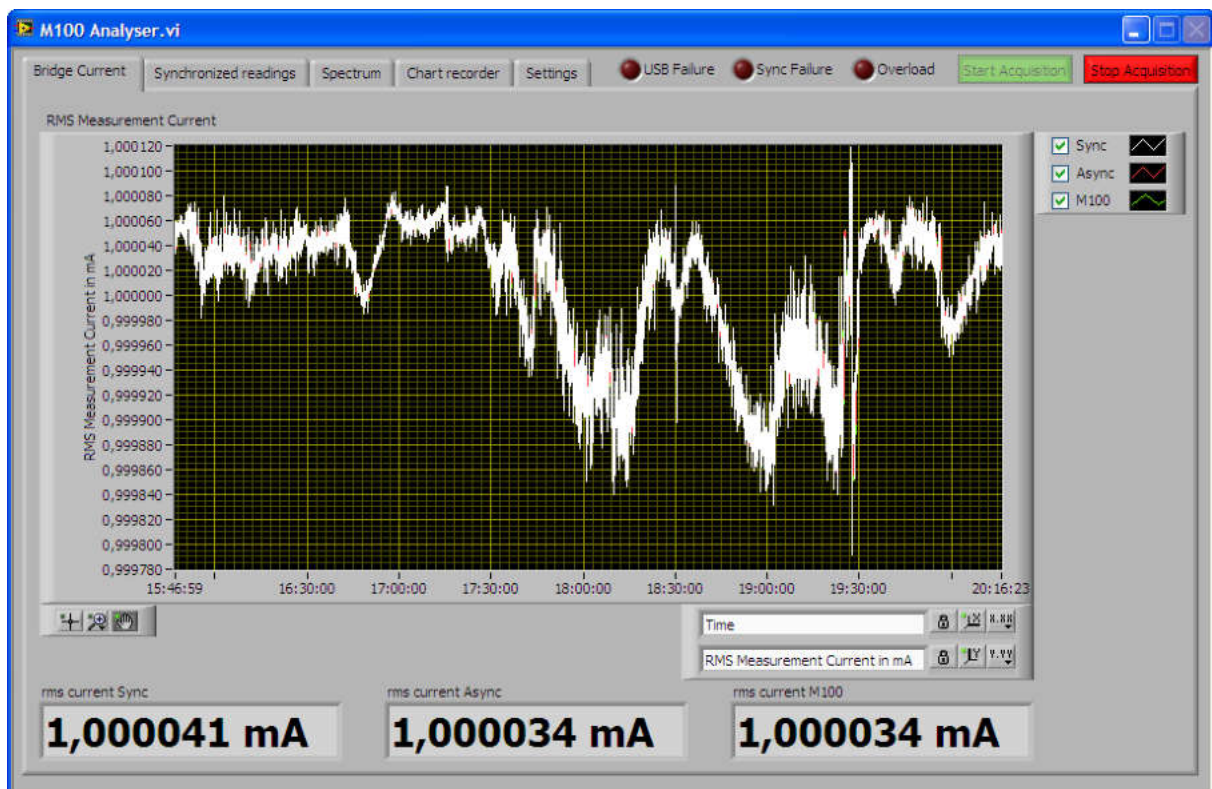 M100 Analyser.vi
Bridge Current Synchronized readings Spectrum Chart recorder Settings USB Failure Sync Failure Overload Start Acquisition Stop Acquisition
RMS Measurement Current
1,000120
1,000100
1,000080
1,000060
1,000040
1,000020
1,000000
0,999980
0,999960
0,999940
0,999920
0,999900
0,999880
0,999860
0,999840
0,999820
0,999800
0,999780
RMS Measurement Current in mA
15:46:59 16:30:00 17:00:00 17:30:00 18:00:00 18:30:00 19:00:00 19:30:00 20:16:23
Sync
Async
M100
Time X X.XX
RMS Measurement Current in mA Y Y.YY
rms current Sync rms current Async rms current M100
1,000041 mA 1,000034 mA 1,000034 mA